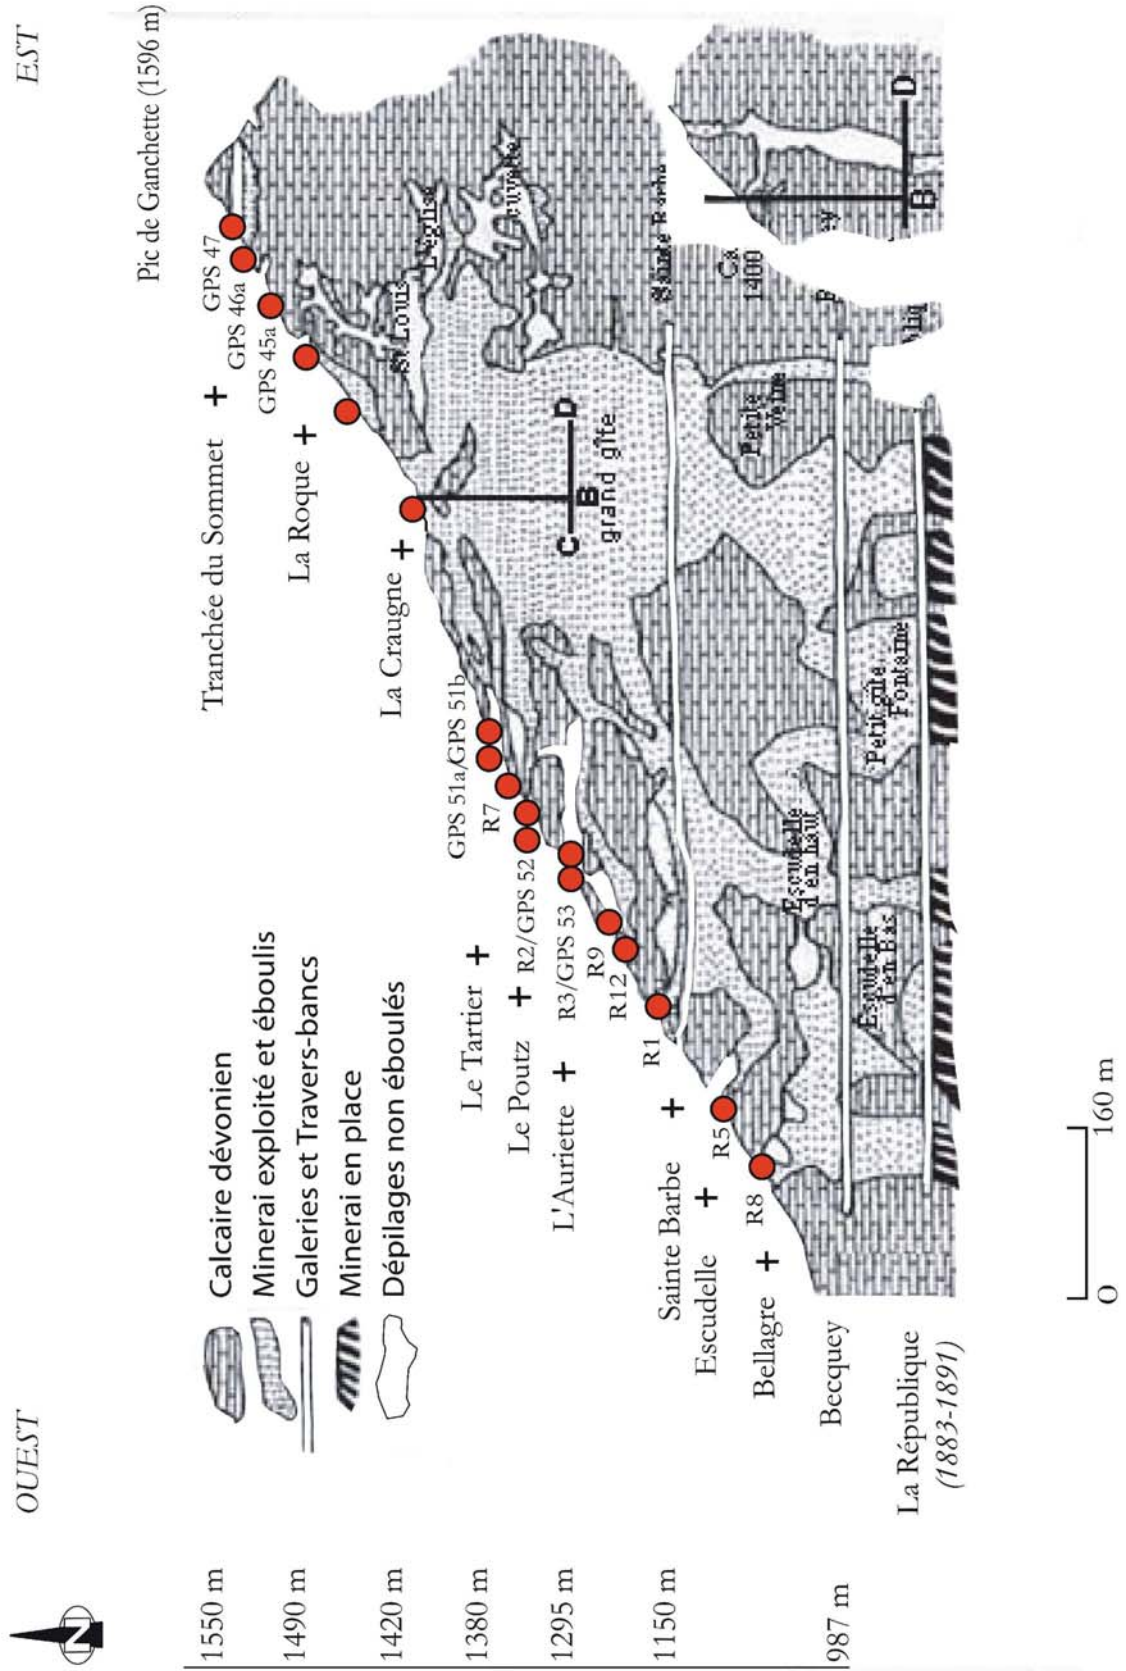 OUEST
EST
N
Pic de Ganchette (1596 m)
1550 m
1490 m
1420 m
1380 m
1295 m
1150 m
987 m
Calcaire dévonien
Minerai exploité et éboulis
Galeries et Travers-bancs
Minerai en place
Dépilages non éboulés
Tranchée du Sommet
La Roque
La Craugne
Le Tartier
Le Poutz
L'Auriette
Sainte Barbe
Escudelle
Bellagre
Becquey
La République
(1883-1891)
GPS 47
GPS 46a
GPS 45a
GPS 51a/GPS 51b
R7
R2/GPS 52
R3/GPS 53
R9
R12
R1
R5
R8
L'église
St Louis
cuvette
Sainte Barbe
Ca
1400
ey
C
B
D
grand gîte
Petite
Veine
B
D
Petit gîte
Fontaine
Escudelle
d'en haut
Escudelle
d'en Bas
0
160 m